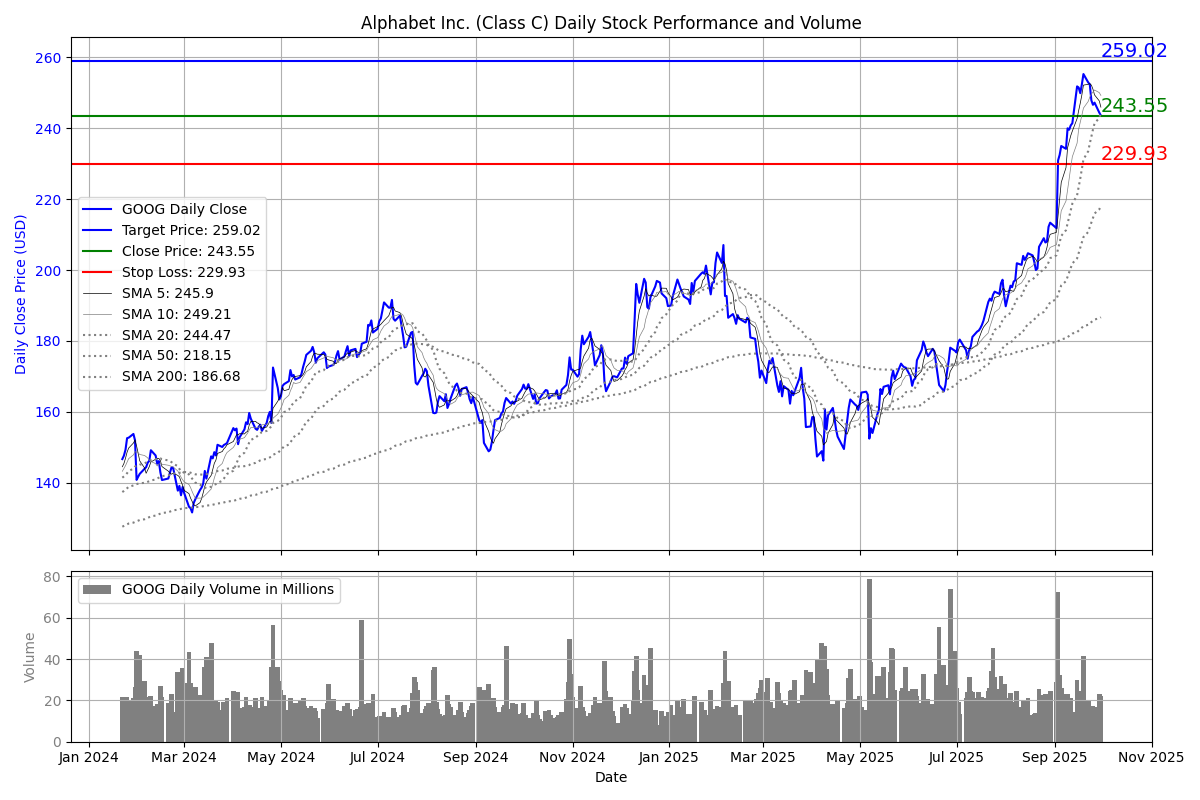 Alphabet Inc. (Class C) Daily Stock Performance and Volume
Daily Close Price (USD)
260
240
220
200
180
160
140
259.02
243.55
229.93
GOOG Daily Close
Target Price: 259.02
Close Price: 243.55
Stop Loss: 229.93
SMA 5: 245.9
SMA 10: 249.21
SMA 20: 244.47
SMA 50: 218.15
SMA 200: 186.68
Volume
80
60
40
20
0
GOOG Daily Volume in Millions
Jan 2024 Mar 2024 May 2024 Jul 2024 Sep 2024 Nov 2024 Jan 2025 Mar 2025 May 2025 Jul 2025 Sep 2025 Nov 2025
Date